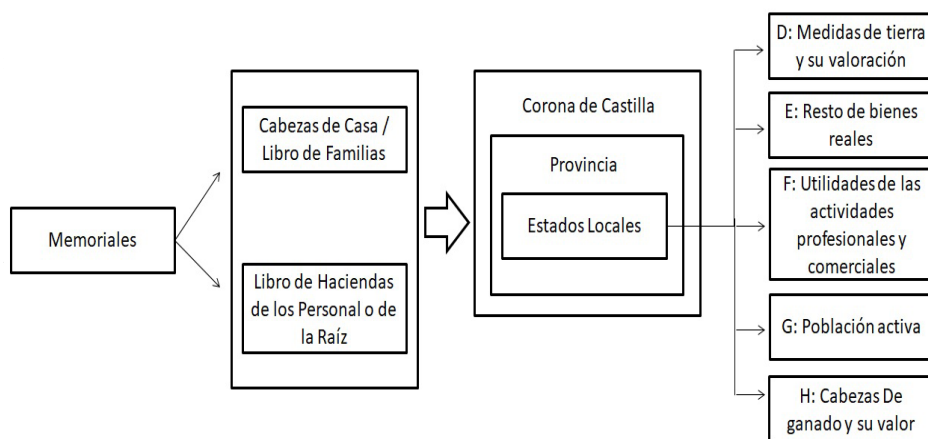 Memoriales
Cabezas de Casa /
Libro de Familias
Libro de Haciendas
de los Personal o de
la Raíz
Corona de Castilla
Provincia
Estados Locales
D: Medidas de tierra
y su valoración
E: Resto de bienes
reales
F: Utilidades de las
actividades
profesionales y
comerciales
G: Población activa
H: Cabezas De
ganado y su valor